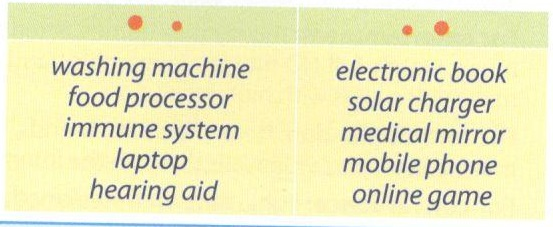 washing machine
food processor
immune system
laptop
hearing aid
electronic book
solar charger
medical mirror
mobile phone
online game